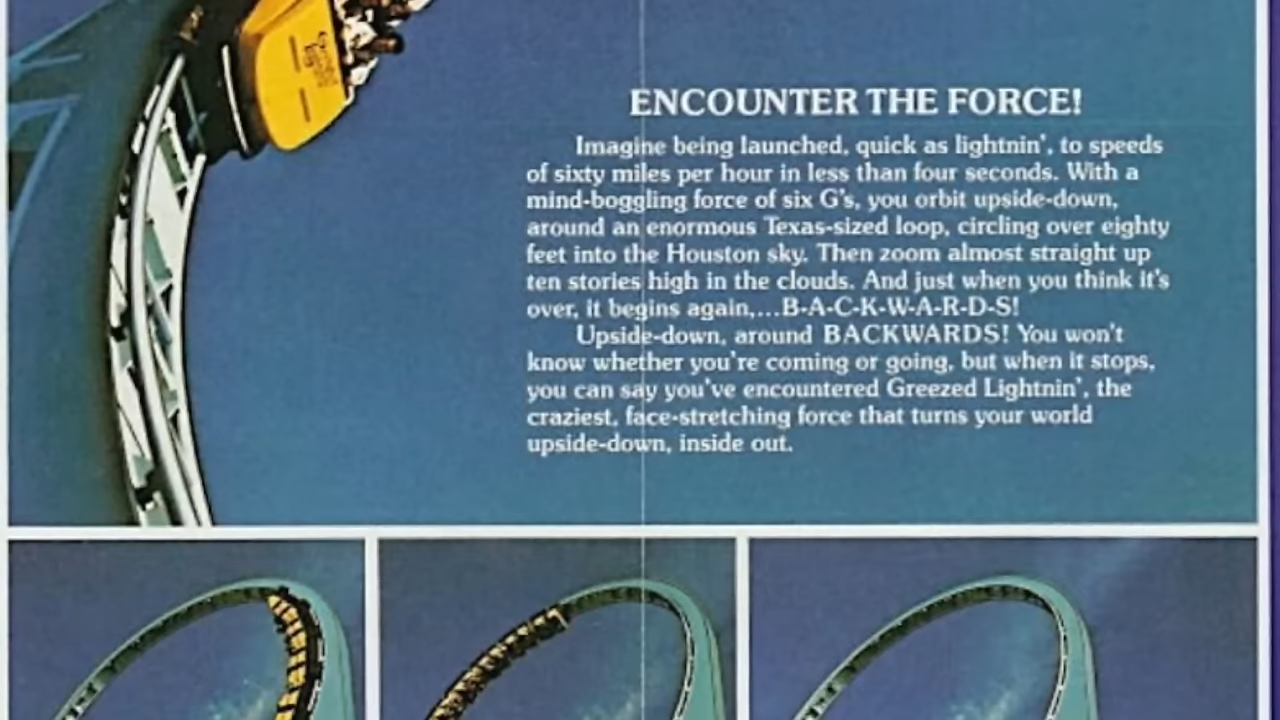 ENCOUNTER THE FORCE!
Imagine being launched, quick as lightnin', to speeds
of sixty miles per hour in less than four seconds. With a
mind-boggling force of six G's, you orbit upside-down,
around an enormous Texas-sized loop, circling over eighty
feet into the Houston sky. Then zoom almost straight up
ten stories high in the clouds. And just when you think it's
over, it begins again,...B-A-C-K-W-A-R-D-S!
Upside-down, around BACKWARDS! You won't
know whether you're coming or going, but when it stops,
you can say you've encountered Greezed Lightnin', the
craziest, face-stretching force that turns your world
upside-down, inside out.